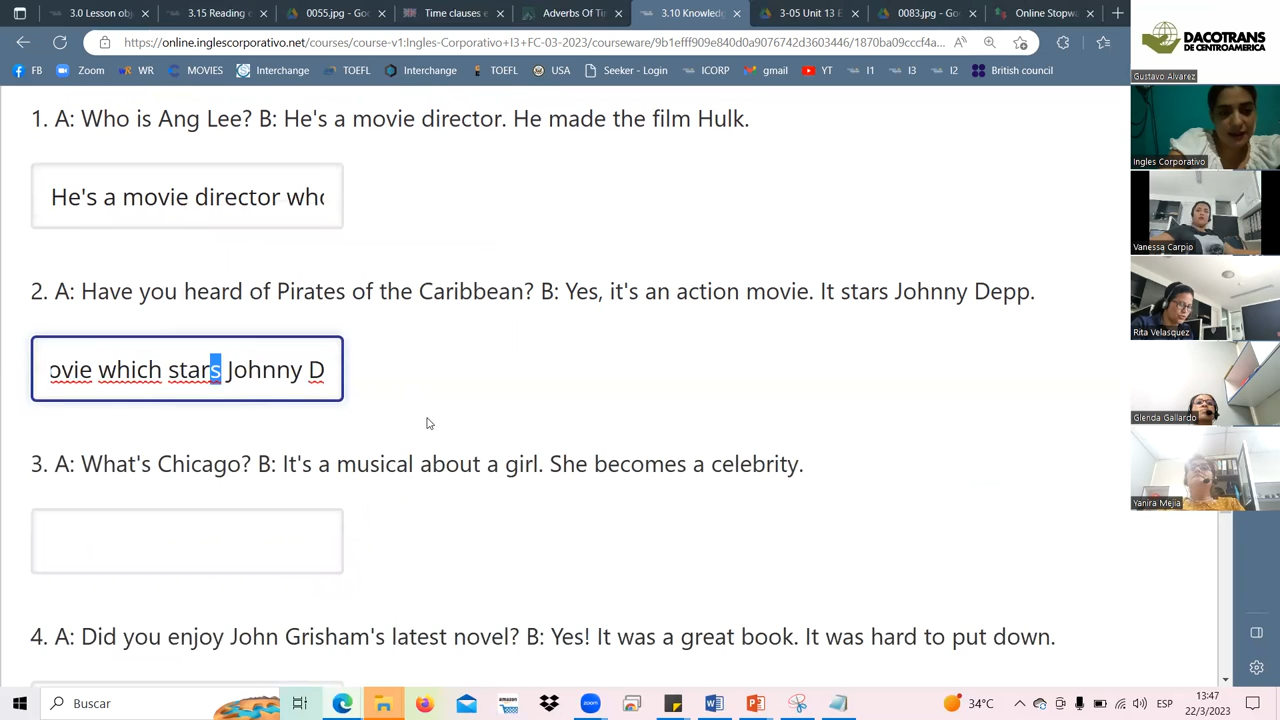 3.0 Lesson obj
3.15 Reading e
0055.jpg - Goo
Time clauses e
Adverbs Of Tim
3.10 Knowledg
3-05 Unit 13 E
0083.jpg - Goo
Online Stopwa
https://online.inglescorporativo.net/courses/course-v1:Ingles-Corporativo+I3+FC-03-2023/courseware/9b1efff909e840d0a9076742d3603446/1870ba09cccf4a...
FB
Zoom
WR
MOVIES
Interchange
TOEFL
Interchange
TOEFL
USA
Seeker - Login
ICORP
gmail
YT
I1
I3
I2
British council
DACOTRANS
DE CENTROAMERICA
Gustavo Alvarez
Ingles Corporativo
Vanessa Carpio
Rita Velasquez
Glenda Gallardo
Yanira Mejia
1. A: Who is Ang Lee? B: He's a movie director. He made the film Hulk.
He's a movie director who
2. A: Have you heard of Pirates of the Caribbean? B: Yes, it's an action movie. It stars Johnny Depp.
ovie which stars Johnny D
3. A: What's Chicago? B: It's a musical about a girl. She becomes a celebrity.
4. A: Did you enjoy John Grisham's latest novel? B: Yes! It was a great book. It was hard to put down.
Buscar
34°C
ESP
13:47
22/3/2023